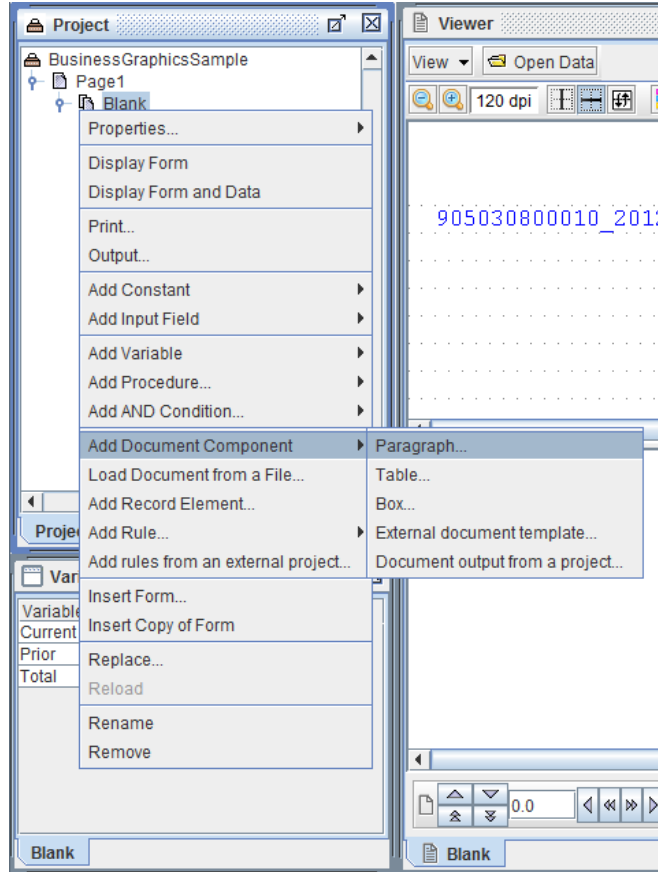 Project
BusinessGraphicsSample
Page1
Blank
Properties...
Display Form
Display Form and Data
Print...
Output...
Add Constant
Add Input Field
Add Variable
Add Procedure...
Add AND Condition...
Add Document Component
Load Document from a File...
Add Record Element...
Add Rule...
Add rules from an external project...
Insert Form...
Insert Copy of Form
Replace...
Reload
Rename
Remove
Paragraph...
Table...
Box...
External document template...
Document output from a project...
Projec
Var
Variable
Current
Prior
Total
Blank
Viewer
View
Open Data
120 dpi
905030800010_2012
0.0
Blank